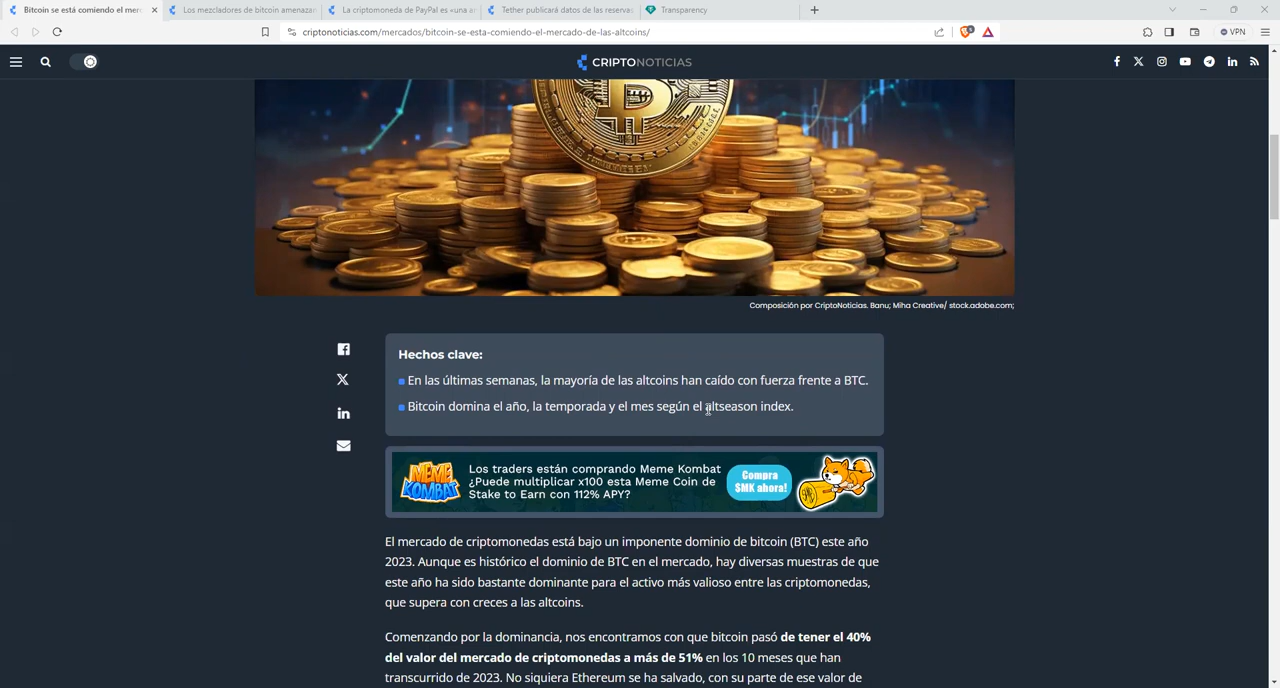 Bitcoin se está comiendo el mer
Los mezcladores de bitcoin amenazan
La criptomoneda de PayPal es «una am
Tether publicará datos de las reservas
Transparency
criptonoticias.com/mercados/bitcoin-se-esta-comiendo-el-mercado-de-las-altcoins/
VPN
CRIPTONOTICIAS
B
Composición por CriptoNoticias. Banu; Miha Creative/ stock.adobe.com;
Hechos clave:
En las últimas semanas, la mayoría de las altcoins han caído con fuerza frente a BTC.
Bitcoin domina el año, la temporada y el mes según el altseason index.
MEME KOMBAT
Los traders están comprando Meme Kombat
¿Puede multiplicar x100 esta Meme Coin de
Stake to Earn con 112% APY?
Compra
$MK ahora!
El mercado de criptomonedas está bajo un imponente dominio de bitcoin (BTC) este año
2023. Aunque es histórico el dominio de BTC en el mercado, hay diversas muestras de que
este año ha sido bastante dominante para el activo más valioso entre las criptomonedas,
que supera con creces a las altcoins.
Comenzando por la dominancia, nos encontramos con que bitcoin pasó de tener el 40%
del valor del mercado de criptomonedas a más de 51% en los 10 meses que han
transcurrido de 2023. No siquiera Ethereum se ha salvado, con su parte de ese valor de